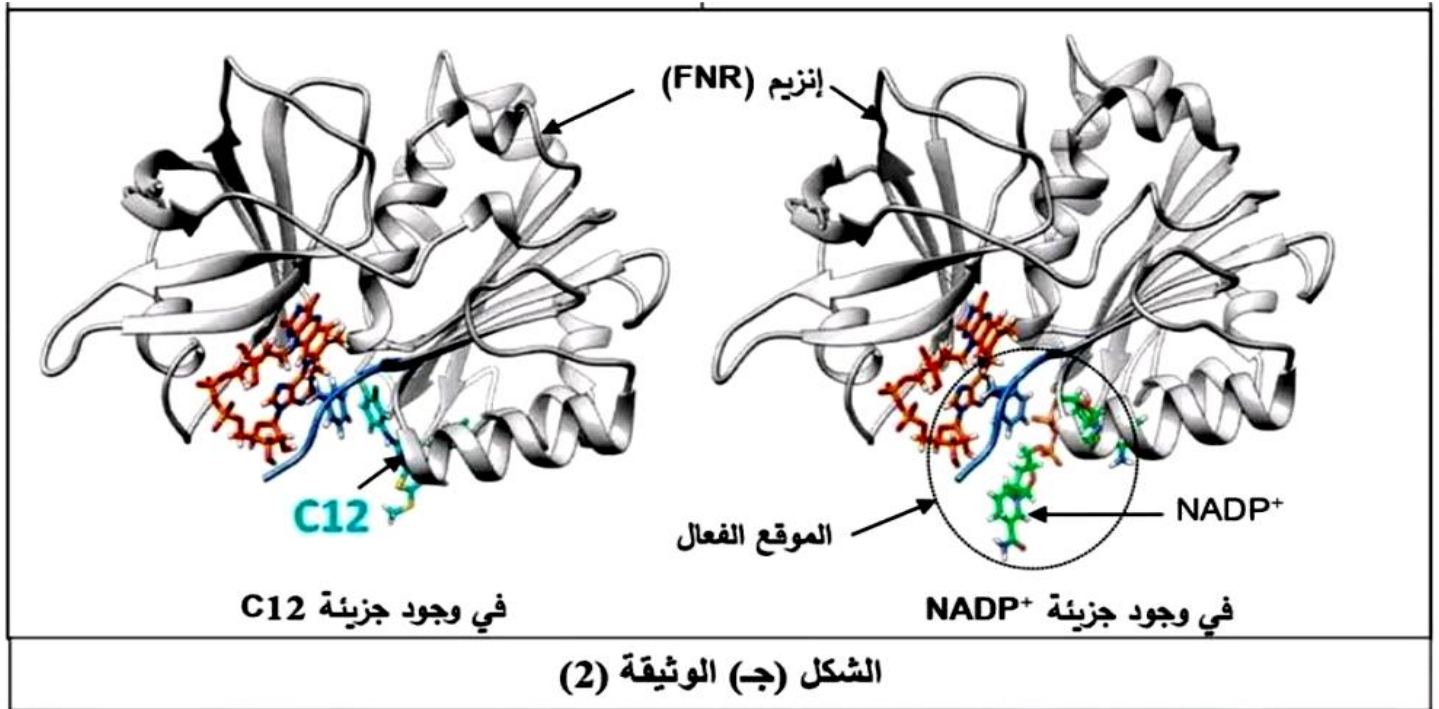 إنزيم (FNR)
C12
NADP⁺
الموقع الفعال
في وجود جزيئة NADP⁺
في وجود جزيئة C12
الشكل (جـ) الوثيقة (2)